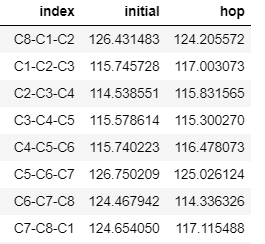 index initial hop
C8-C1-C2 126.431483 124.205572
C1-C2-C3 115.745728 117.003073
C2-C3-C4 114.538551 115.831565
C3-C4-C5 115.578614 115.300270
C4-C5-C6 115.740223 116.478073
C5-C6-C7 126.750209 125.026124
C6-C7-C8 124.467942 114.336326
C7-C8-C1 124.654050 117.115488